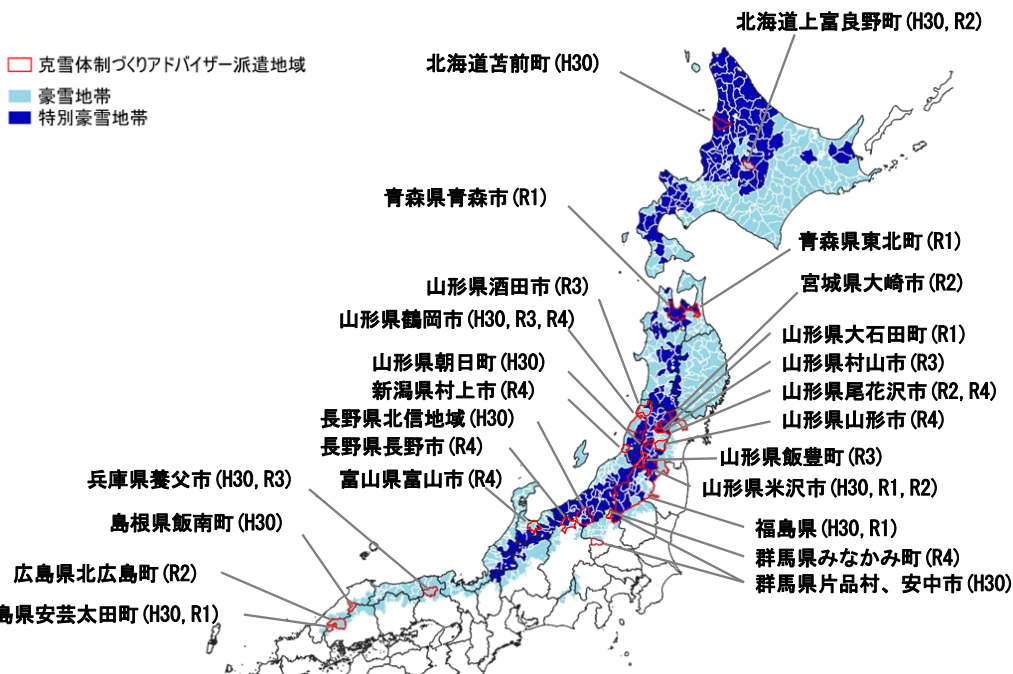 北海道上富良野町(H30, R2)
克雪体制づくりアドバイザー派遣地域
北海道苫前町(H30)
豪雪地帯
特別豪雪地帯
青森県青森市(R1)
青森県東北町(R1)
宮城県大崎市(R2)
山形県酒田市(R3)
山形県鶴岡市(H30, R3, R4)
山形県大石田町(R1)
山形県朝日町(H30)
山形県村山市(R3)
新潟県村上市(R4)
山形県尾花沢市(R2, R4)
長野県北信地域(H30)
山形県山形市(R4)
長野県長野市(R4)
山形県飯豊町(R3)
兵庫県養父市(H30, R3)
富山県富山市(R4)
山形県米沢市(H30, R1, R2)
島根県飯南町(H30)
福島県(H30, R1)
群馬県みなかみ町(R4)
広島県北広島町(R2)
群馬県片品村、安中市(H30)
島県安芸太田町(H30, R1)